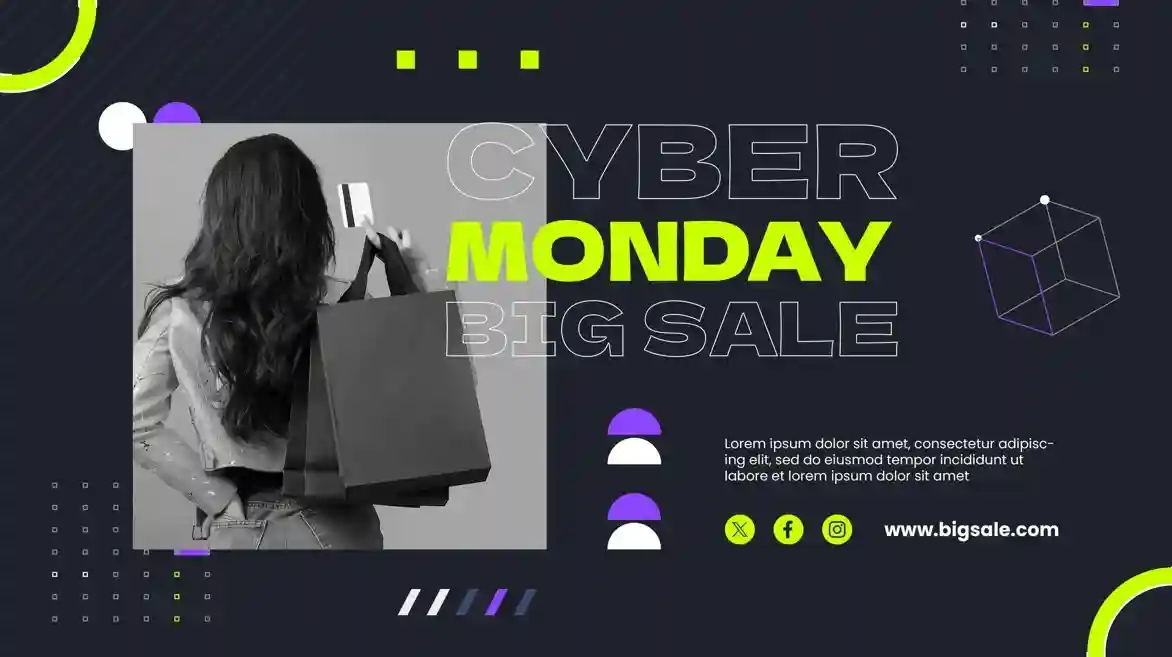 CYBER
MONDAY
BIG SALE
Lorem ipsum dolor sit amet, consectetur adipisc-
ing elit, sed do eiusmod tempor incididunt ut
labore et lorem ipsum dolor sit amet
www.bigsale.com